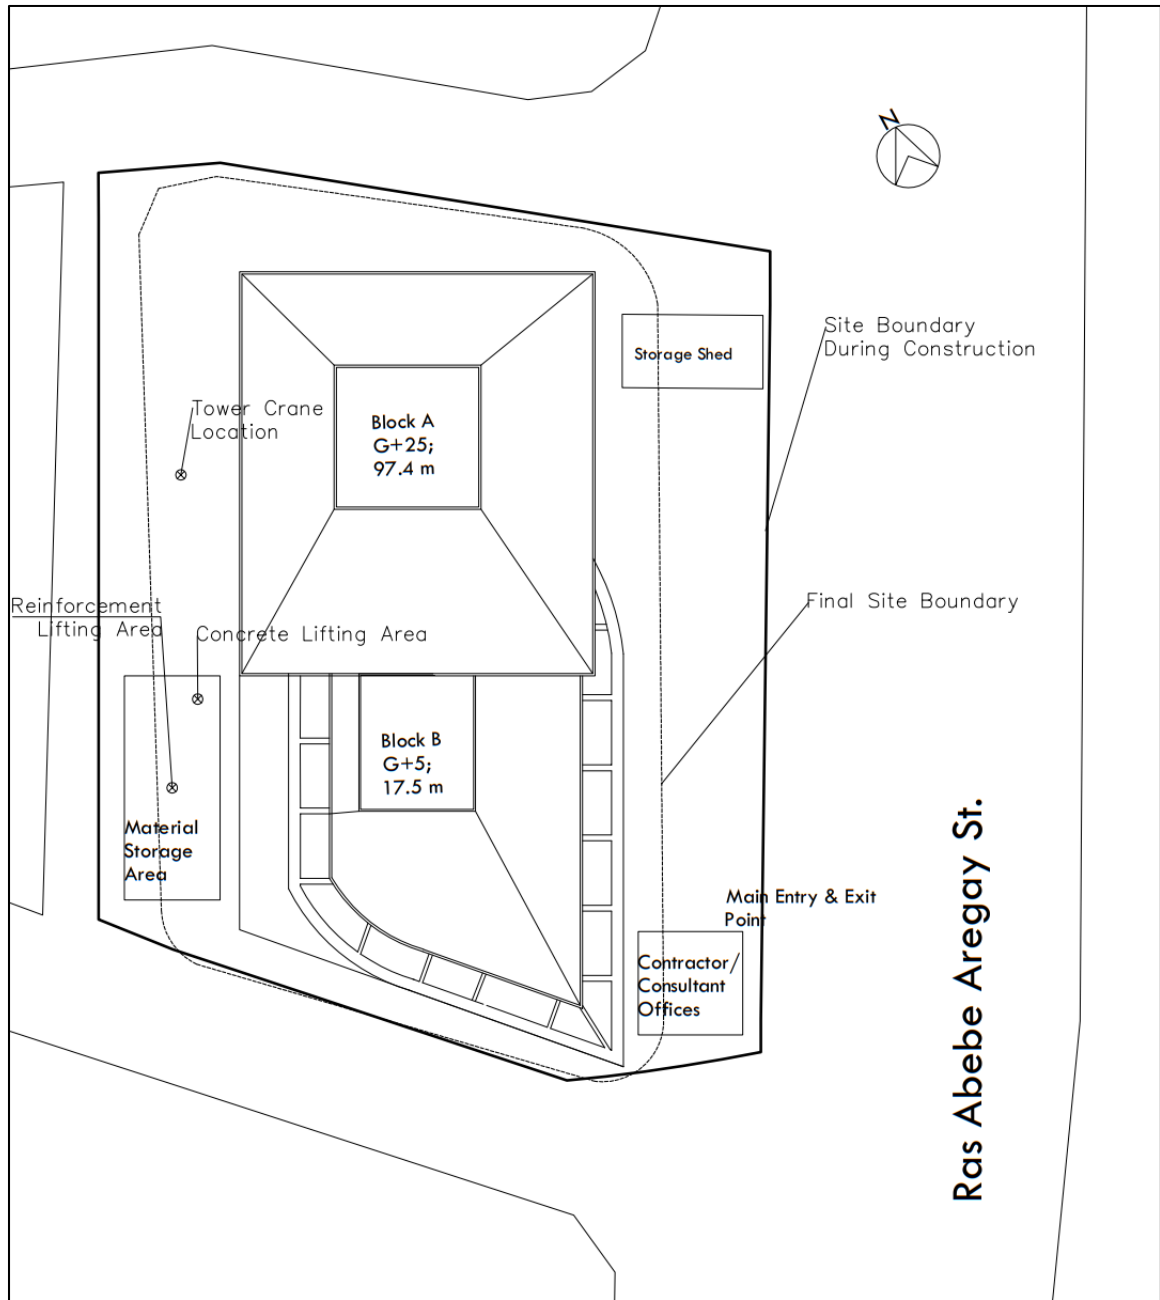 N
Site Boundary
During Construction
Storage Shed
Tower Crane
Location
Block A
G+25;
97.4 m
Reinforcement
Lifting Area
Concrete Lifting Area
Final Site Boundary
Block B
G+5;
17.5 m
Material
Storage
Area
Main Entry & Exit
Point
Contractor/
Consultant
Offices
Ras Abebe Aregay St.